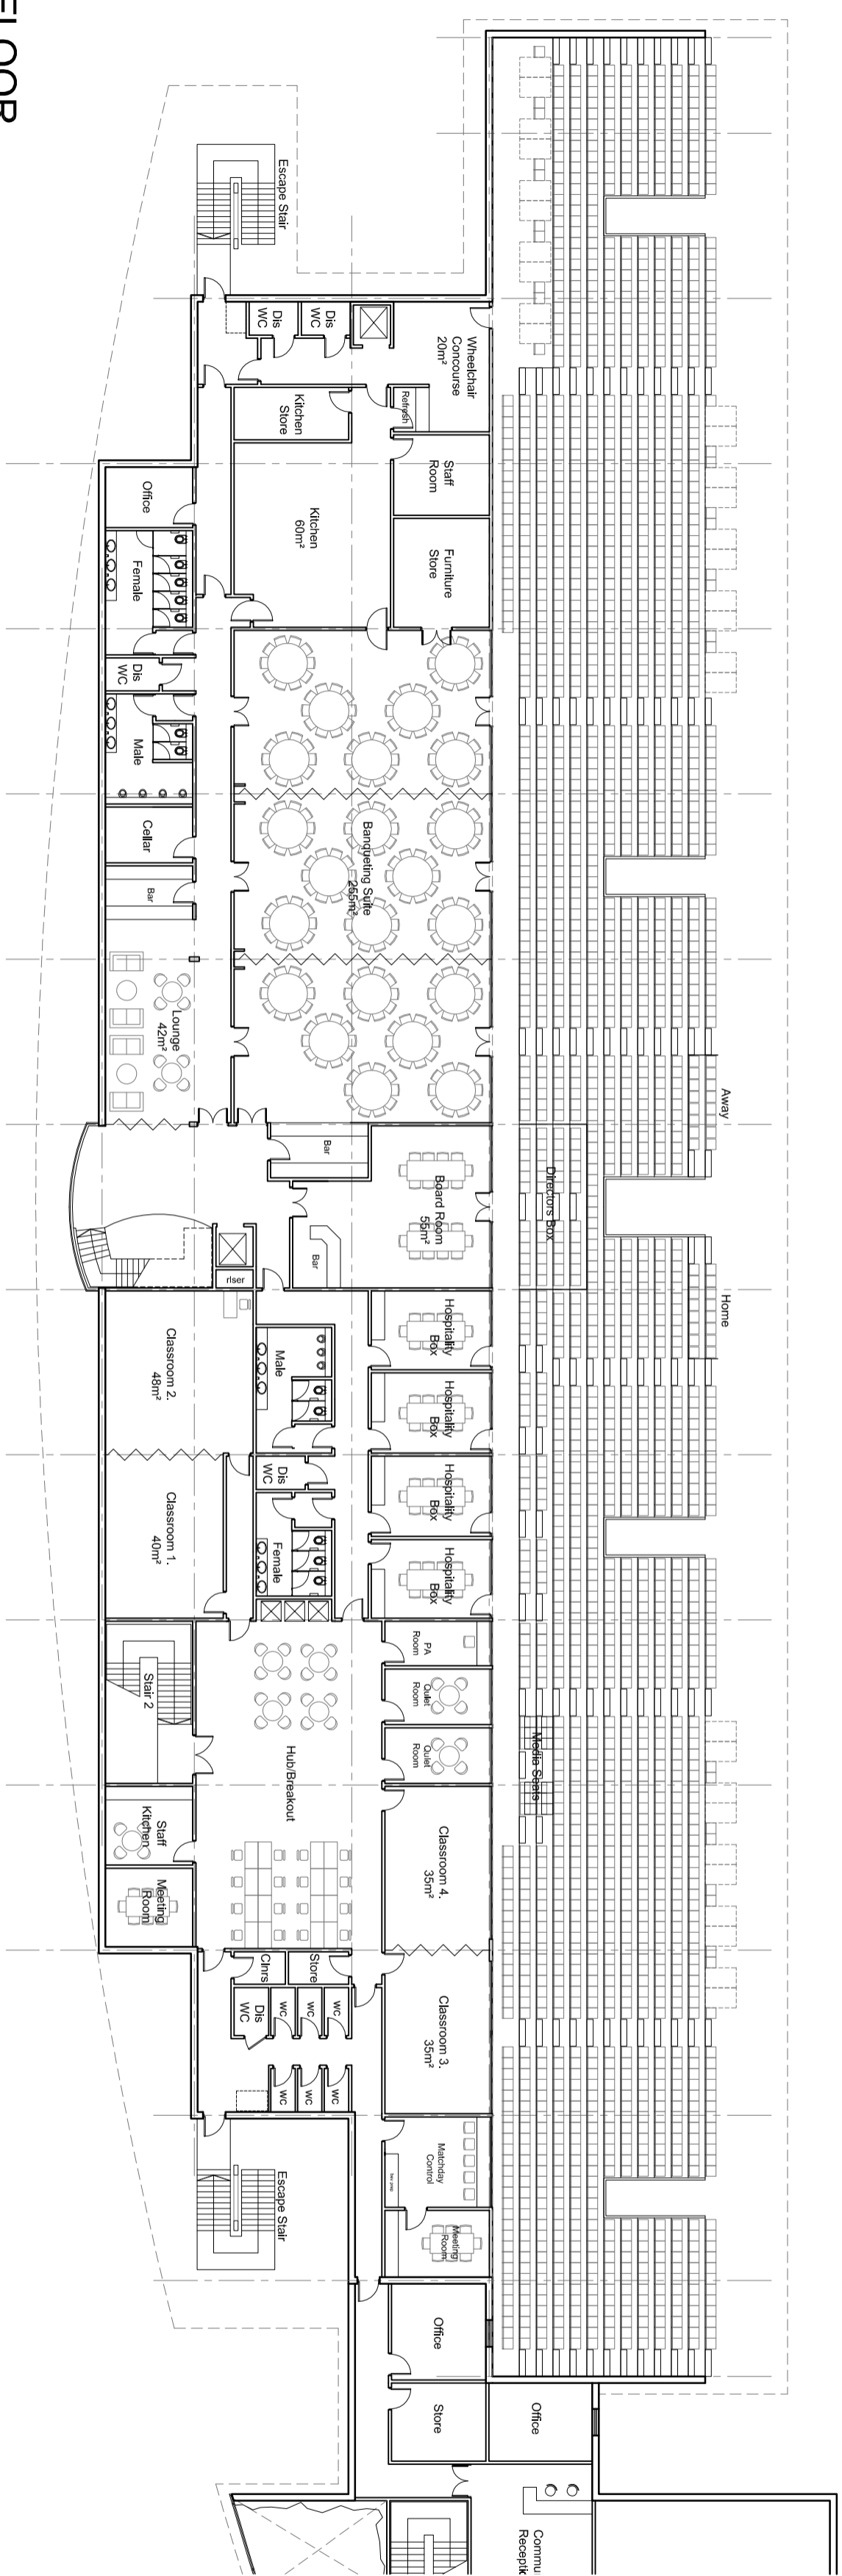 FLOOR
Escape Stair
Dis
WC
Dis
WC
Wheelchair
Concourse
20m²
Kitchen
Store
Refresh
Staff
Room
Office
Kitchen
60m²
Furniture
Store
Female
Dis
WC
Male
Cellar
Bar
Banqueting Suite
255m²
Lounge
42m²
Away
Directors Box
Home
Bar
Board Room
55m²
Bar
riser
Classroom 2.
48m²
Male
Hospitality
Box
Hospitality
Box
Hospitality
Box
Hospitality
Box
Dis
WC
Classroom 1.
40m²
Female
PA
Room
Quiet
Room
Quiet
Room
Stair 2
Hub/Breakout
Media Seats
Staff
Kitchen
Meeting
Room
Classroom 4.
35m²
Clnrs
Store
Dis
WC
wc
wc
wc
wc
wc
wc
Classroom 3.
35m²
Matchday
Control
Meeting
Room
Escape Stair
Office
Store
Office
Commu
Recepti